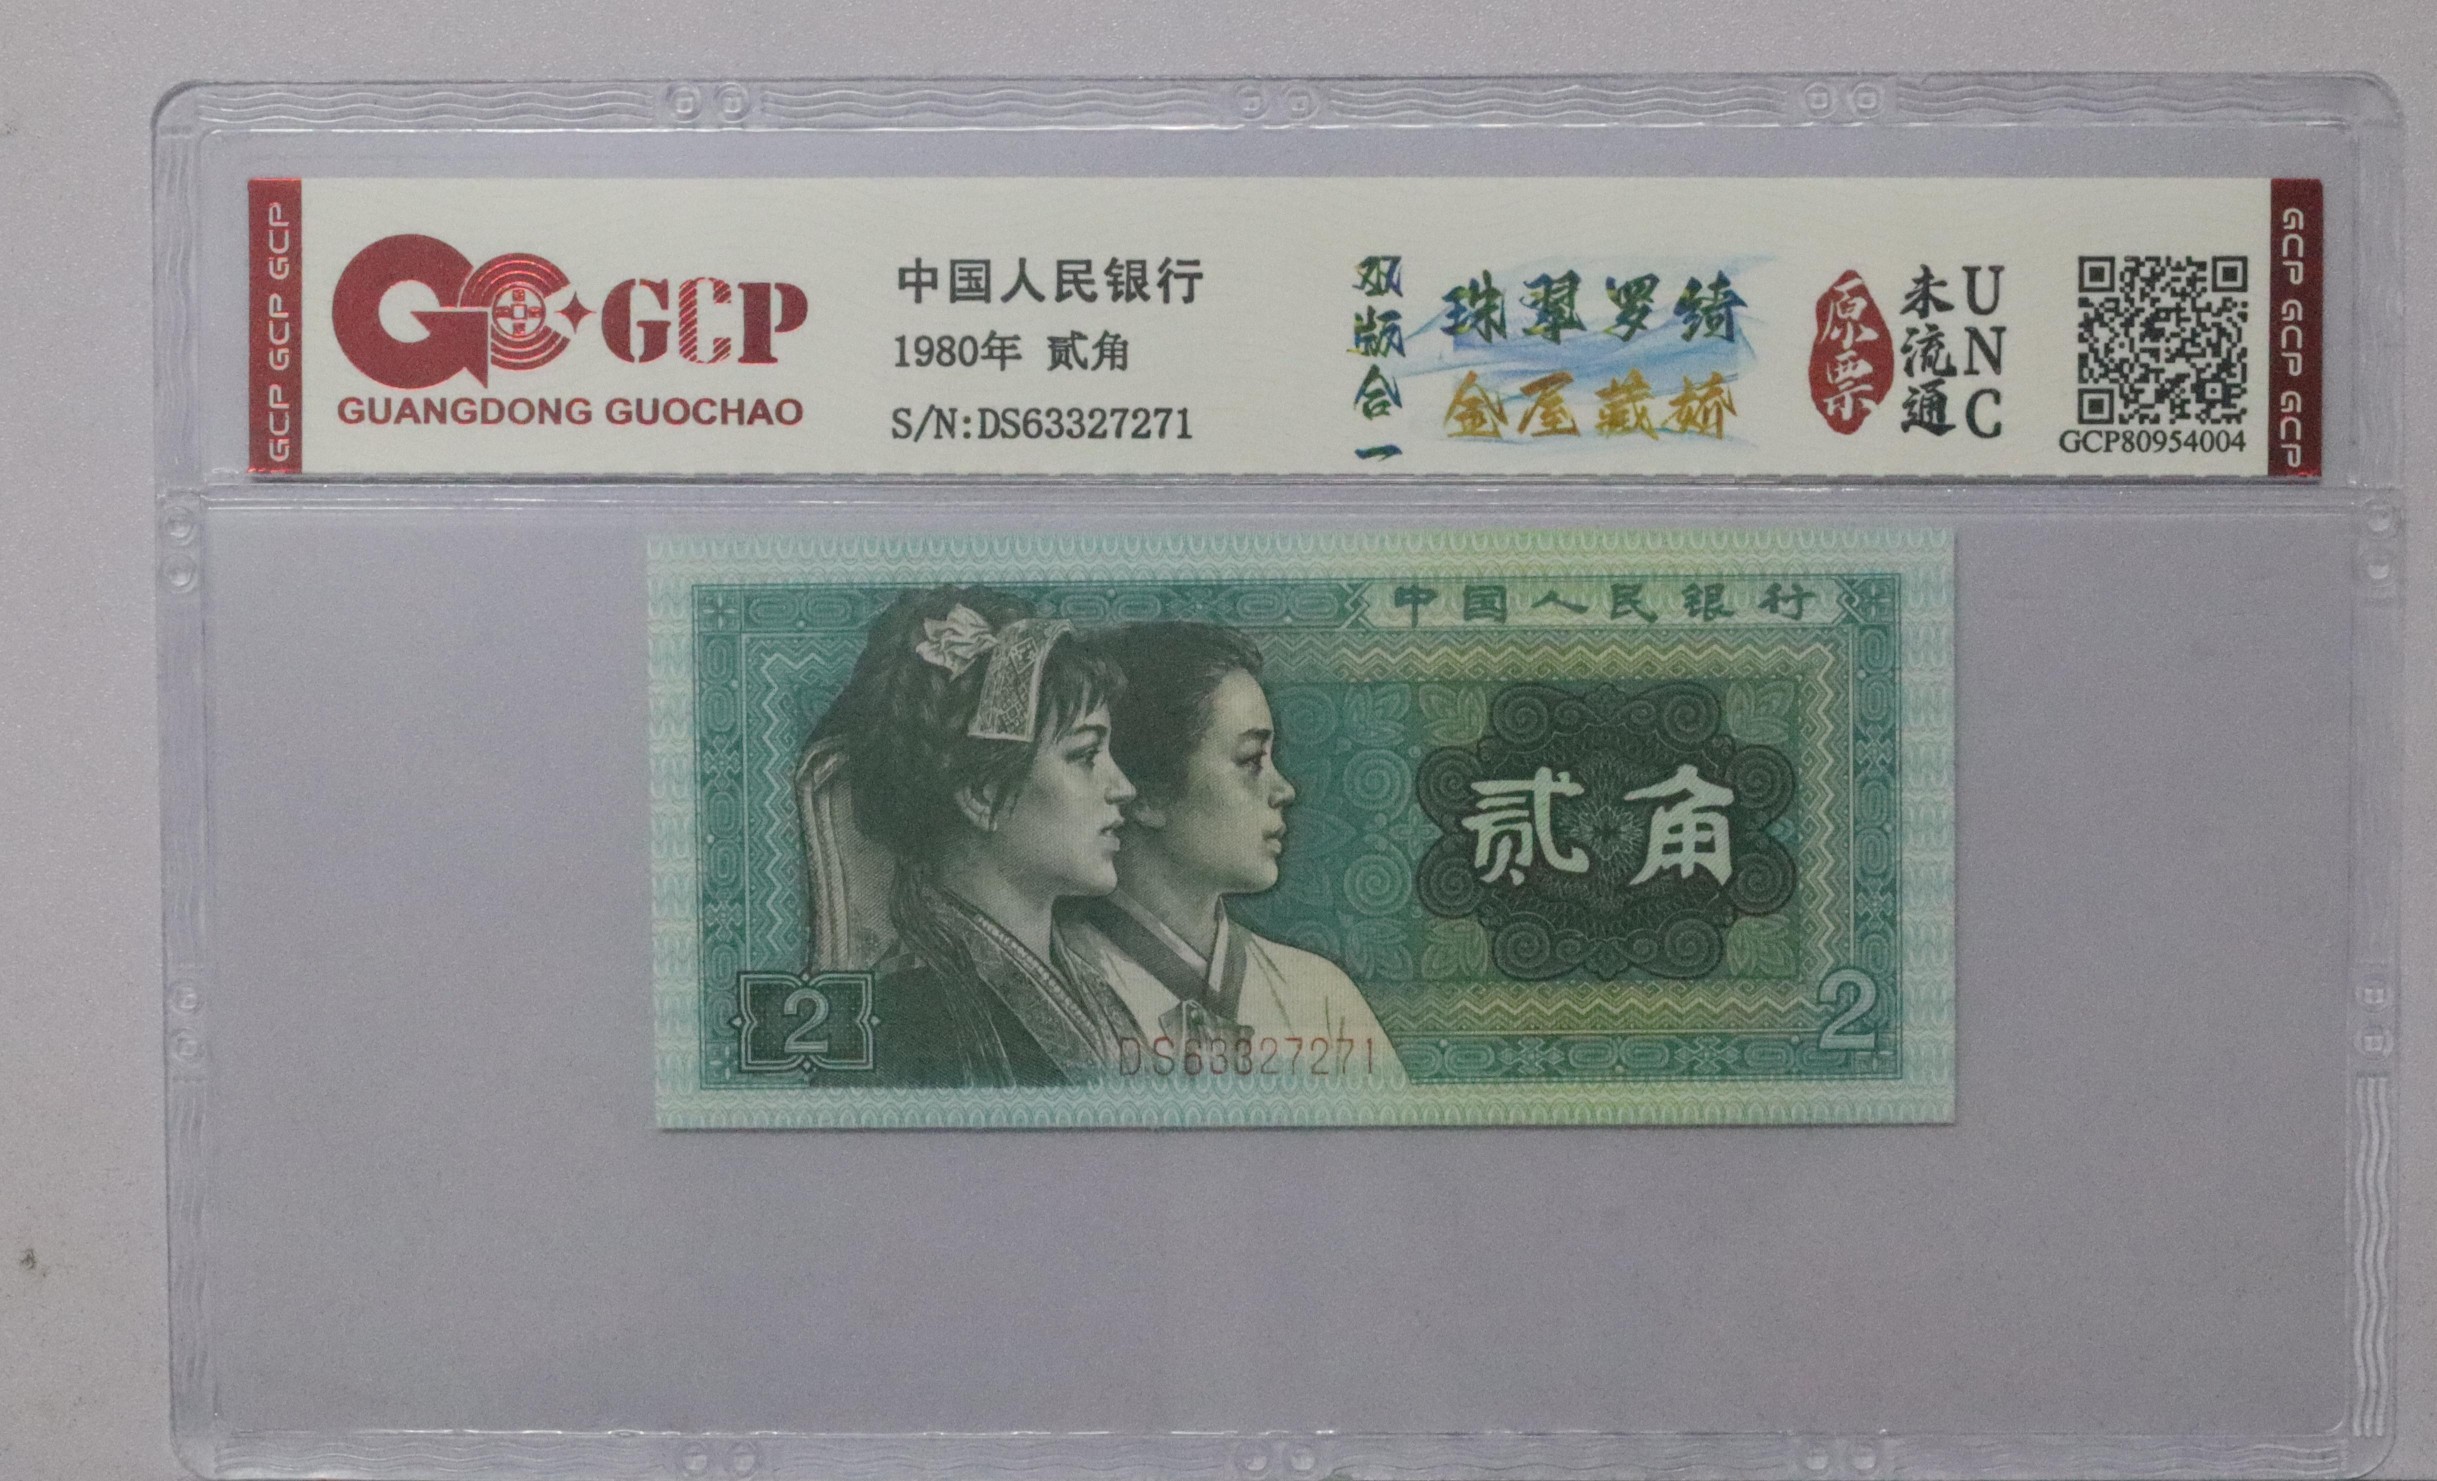 GCP GCP GCP
GCP
GUANGDONG GUOCHAO
中国人民银行
1980年 贰角
S/N:DS63327271
双版合一
珠翠罗绮
金屋藏娇
原票
未流通
UNC
GCP80954004
GCP GCP GCP GCP
中国人民银行
贰角
2
2
DS63327271